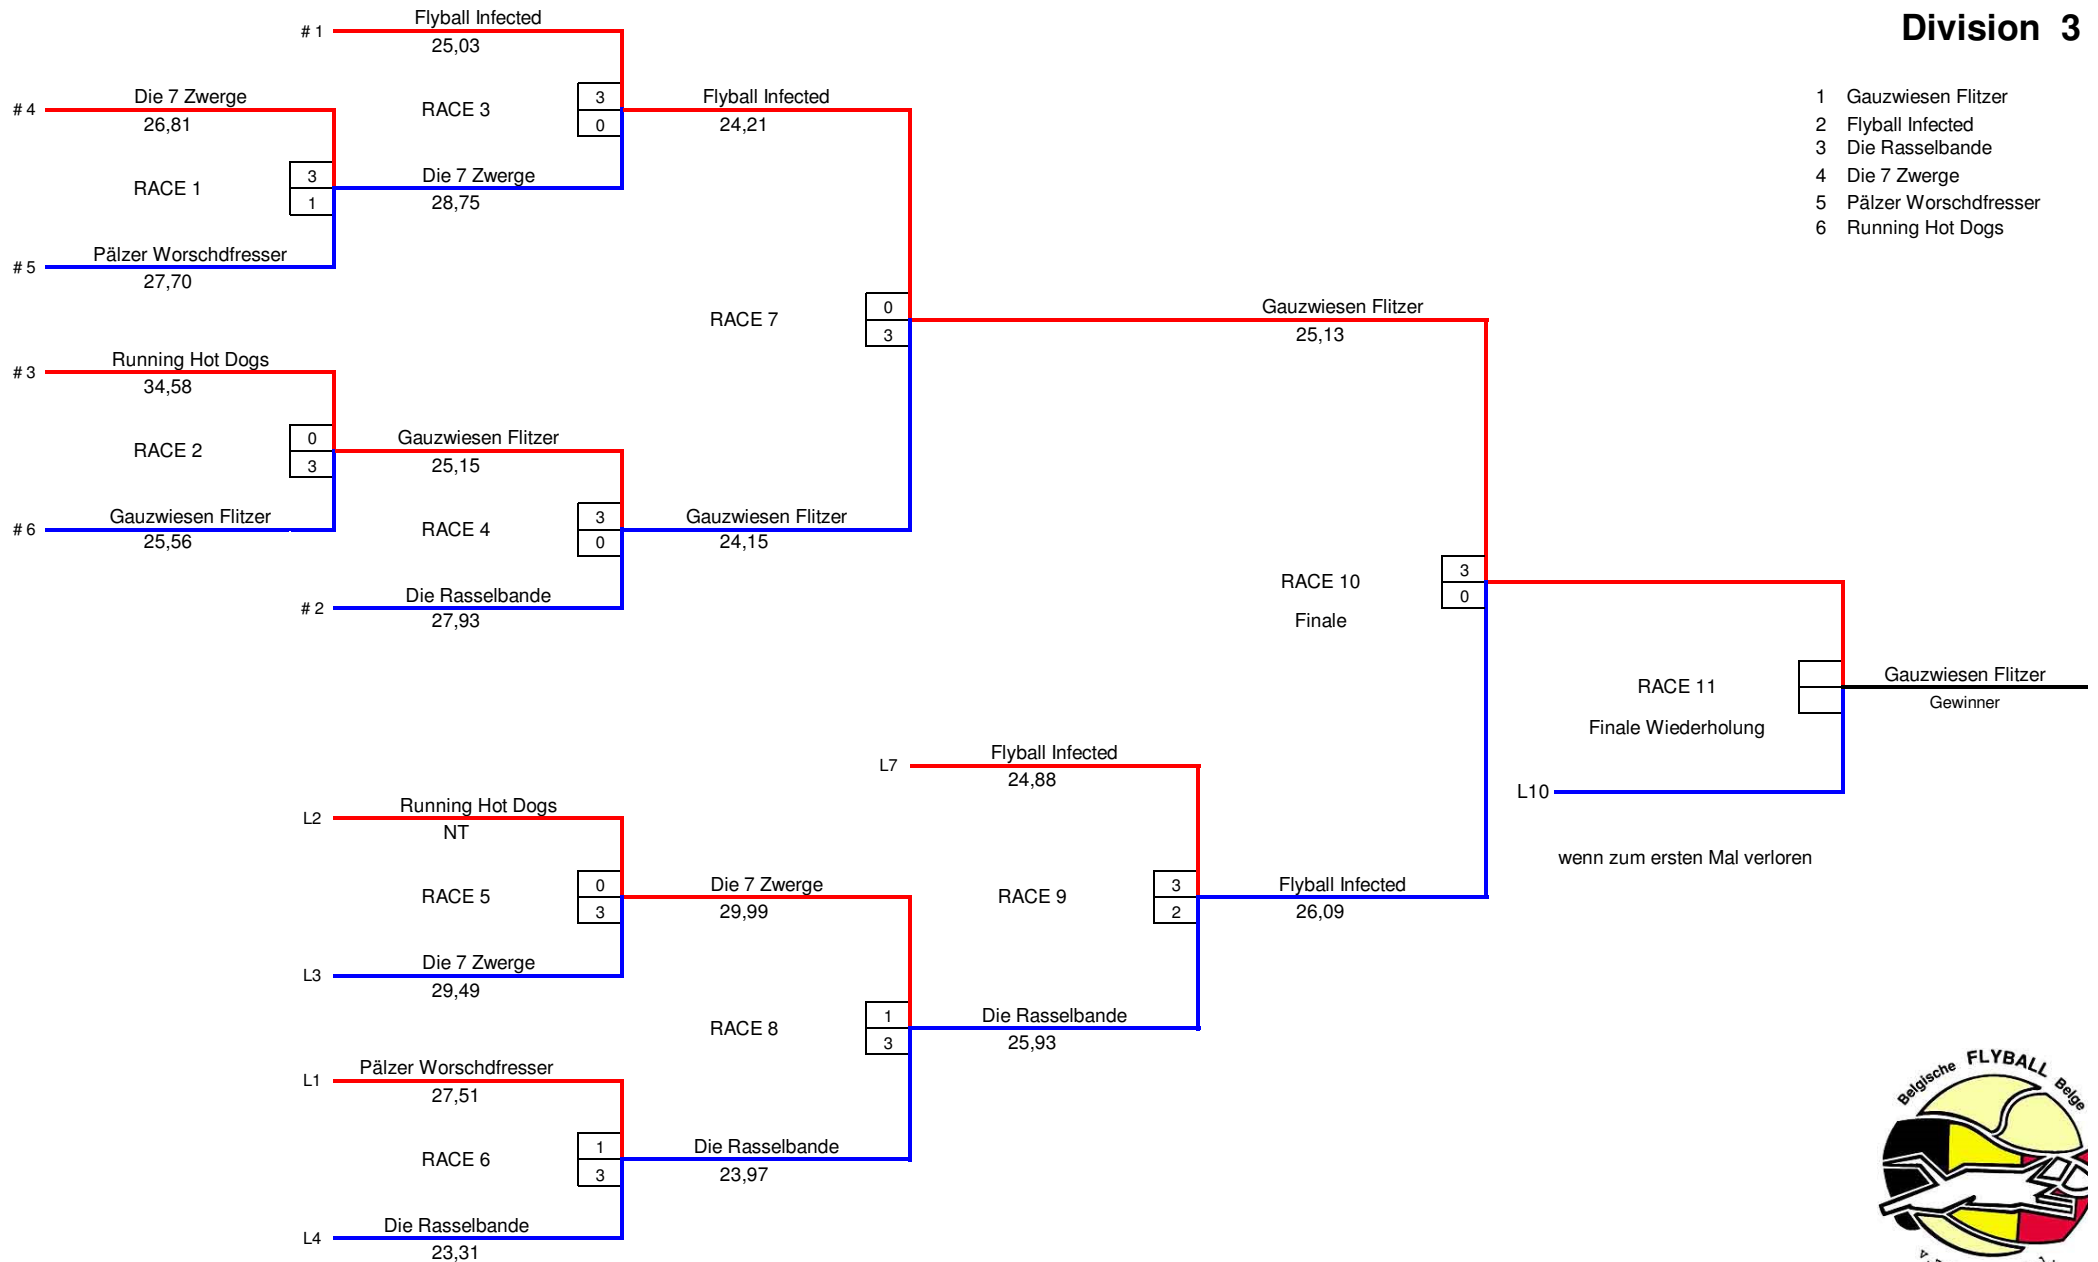 Division 3
1 Gauzwiesen Flitzer
2 Flyball Infected
3 Die Rasselbande
4 Die 7 Zwerge
5 Pälzer Worschdfresser
6 Running Hot Dogs
# 1
Flyball Infected
25,03
# 4
Die 7 Zwerge
26,81
RACE 3
3
0
Flyball Infected
24,21
RACE 1
3
1
Die 7 Zwerge
28,75
# 5
Pälzer Worschdfresser
27,70
RACE 7
0
3
Gauzwiesen Flitzer
25,13
# 3
Running Hot Dogs
34,58
RACE 2
0
3
Gauzwiesen Flitzer
25,15
# 6
Gauzwiesen Flitzer
25,56
RACE 4
3
0
Gauzwiesen Flitzer
24,15
# 2
Die Rasselbande
27,93
RACE 10
Finale
3
0
RACE 11
Finale Wiederholung
Gauzwiesen Flitzer
Gewinner
L7
Flyball Infected
24,88
L10
wenn zum ersten Mal verloren
L2
Running Hot Dogs
NT
RACE 5
0
3
Die 7 Zwerge
29,99
RACE 9
3
2
Flyball Infected
26,09
L3
Die 7 Zwerge
29,49
RACE 8
1
3
Die Rasselbande
25,93
L1
Pälzer Worschdfresser
27,51
RACE 6
1
3
Die Rasselbande
23,97
L4
Die Rasselbande
23,31
Belgische FLYBALL Belge